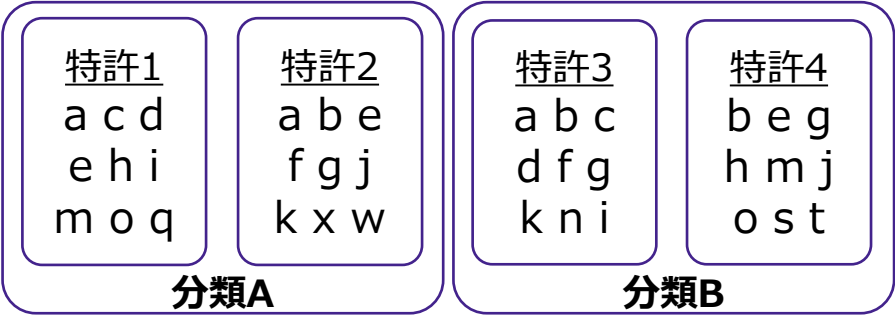 特許1
a c d
e h i
m o q
特許2
a b e
f g j
k x w
分類A
特許3
a b c
d f g
k n i
特許4
b e g
h m j
o s t
分類B